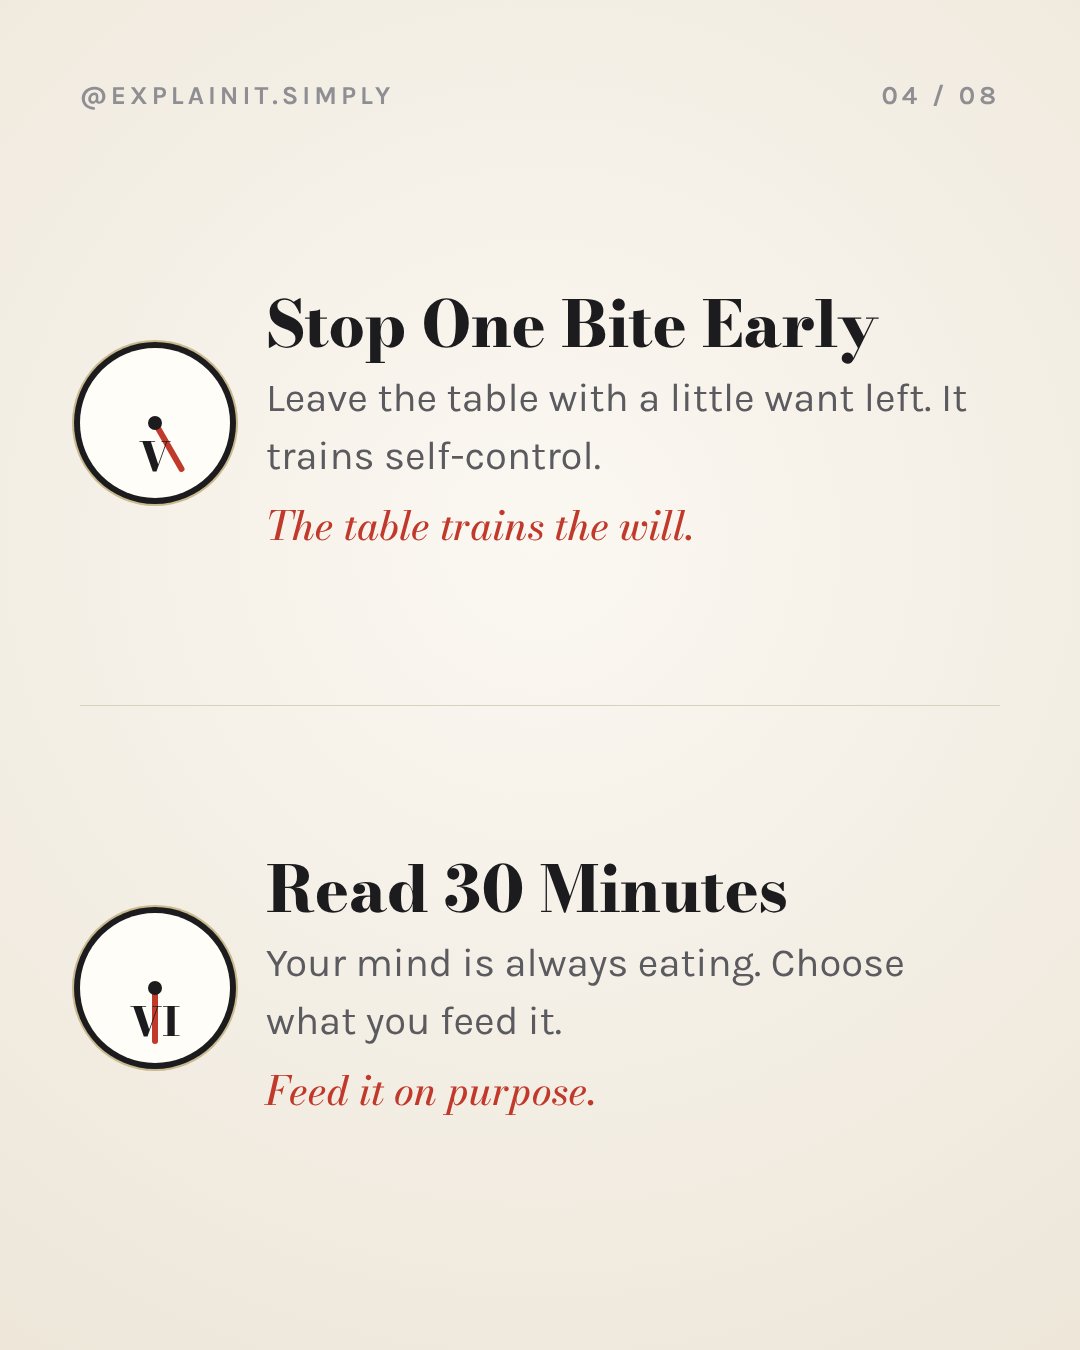 @EXPLAINIT.SIMPLY
04 / 08
Stop One Bite Early
Leave the table with a little want left. It
trains self-control.
V
The table trains the will.
Read 30 Minutes
Your mind is always eating. Choose
what you feed it.
VI
Feed it on purpose.